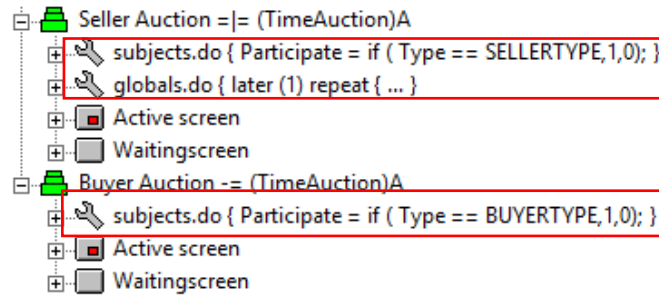 Seller Auction =|= (TimeAuction)A
subjects.do { Participate = if ( Type == SELLERTYPE,1,0); }
globals.do { later (1) repeat { ... }
Active screen
Waitingscreen
Buyer Auction -= (TimeAuction)A
subjects.do { Participate = if ( Type == BUYERTYPE,1,0); }
Active screen
Waitingscreen